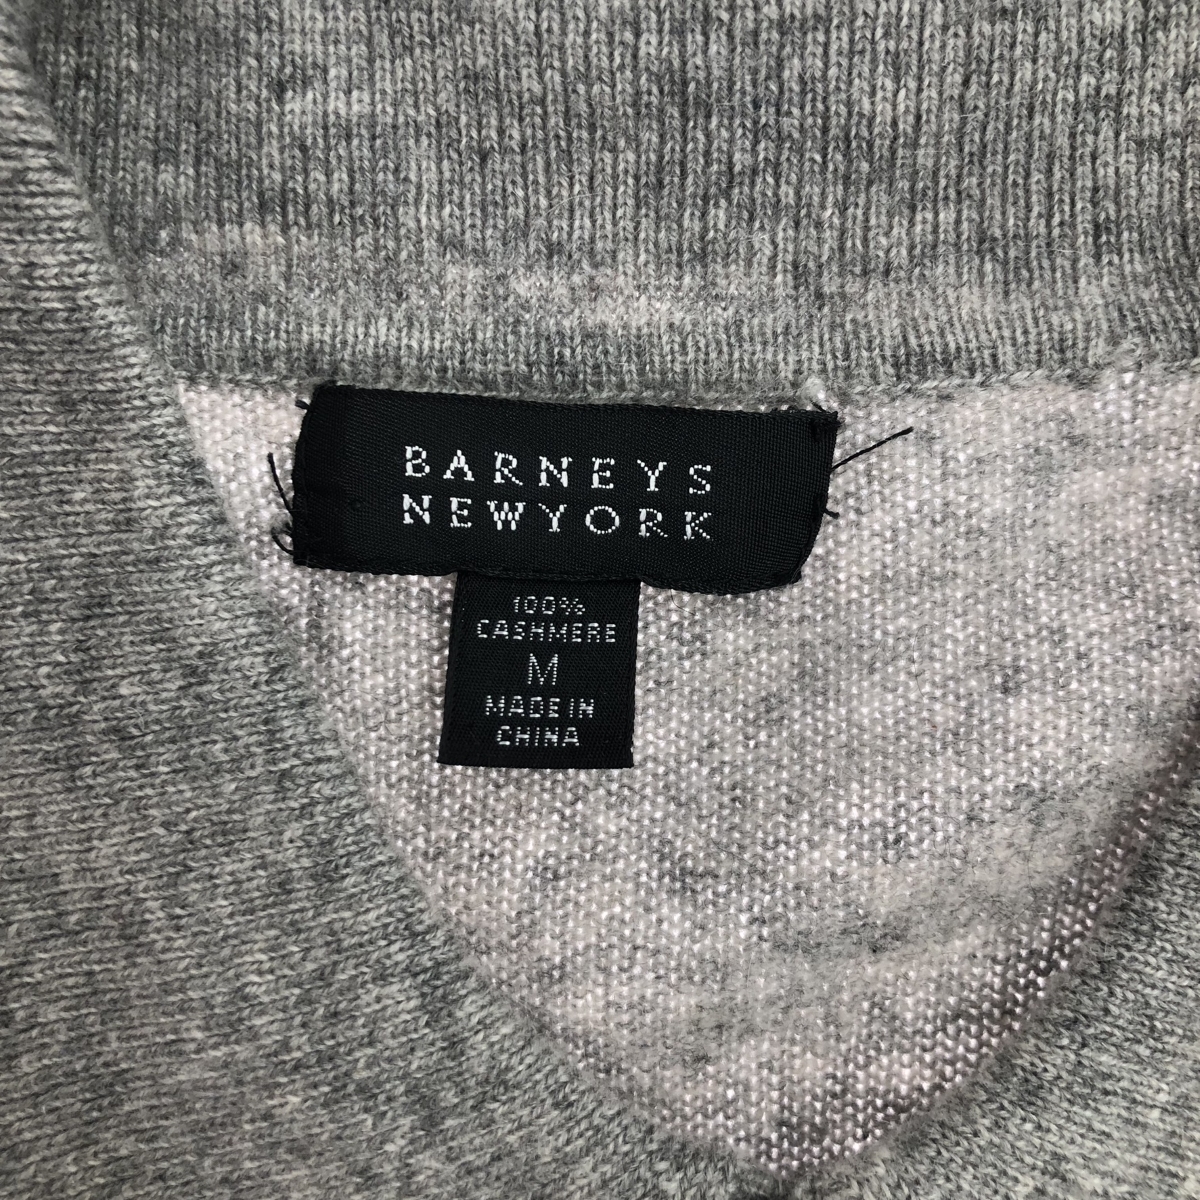 BARNEYS
NEWYORK
100%
CASHMERE
M
MADE IN
CHINA